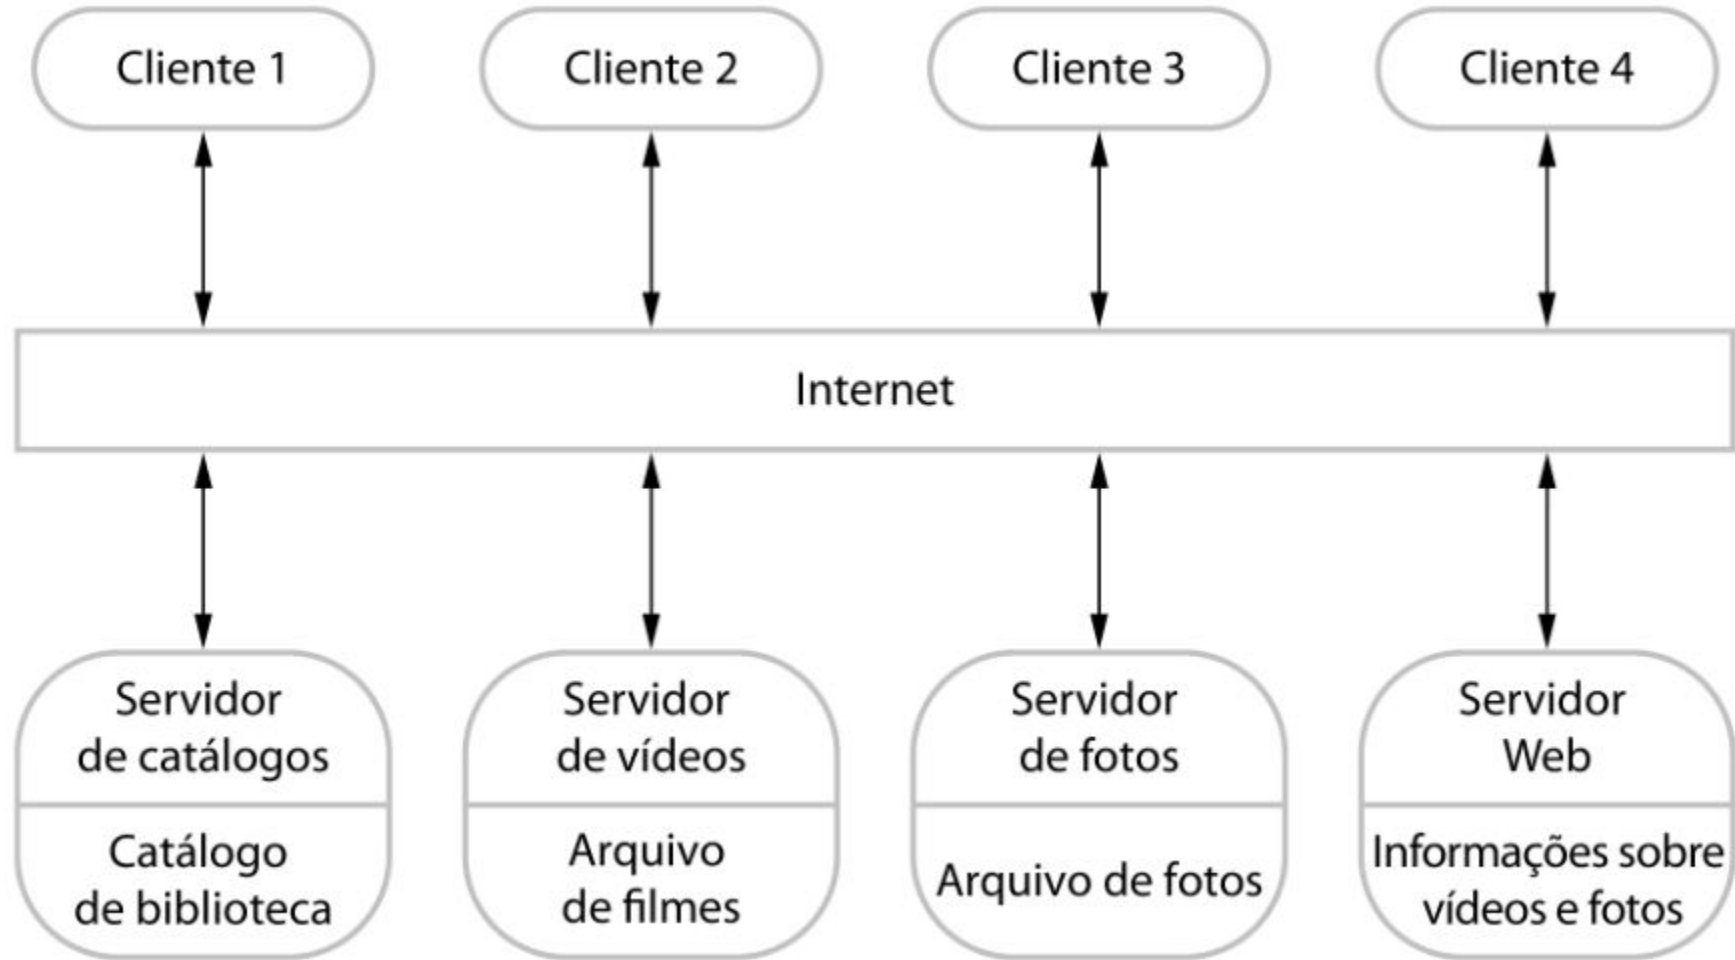 Cliente 1
Cliente 2
Cliente 3
Cliente 4
Internet
Servidor
de catálogos
Catálogo
de biblioteca
Servidor
de vídeos
Arquivo
de filmes
Servidor
de fotos
Arquivo de fotos
Servidor
Web
Informações sobre
vídeos e fotos